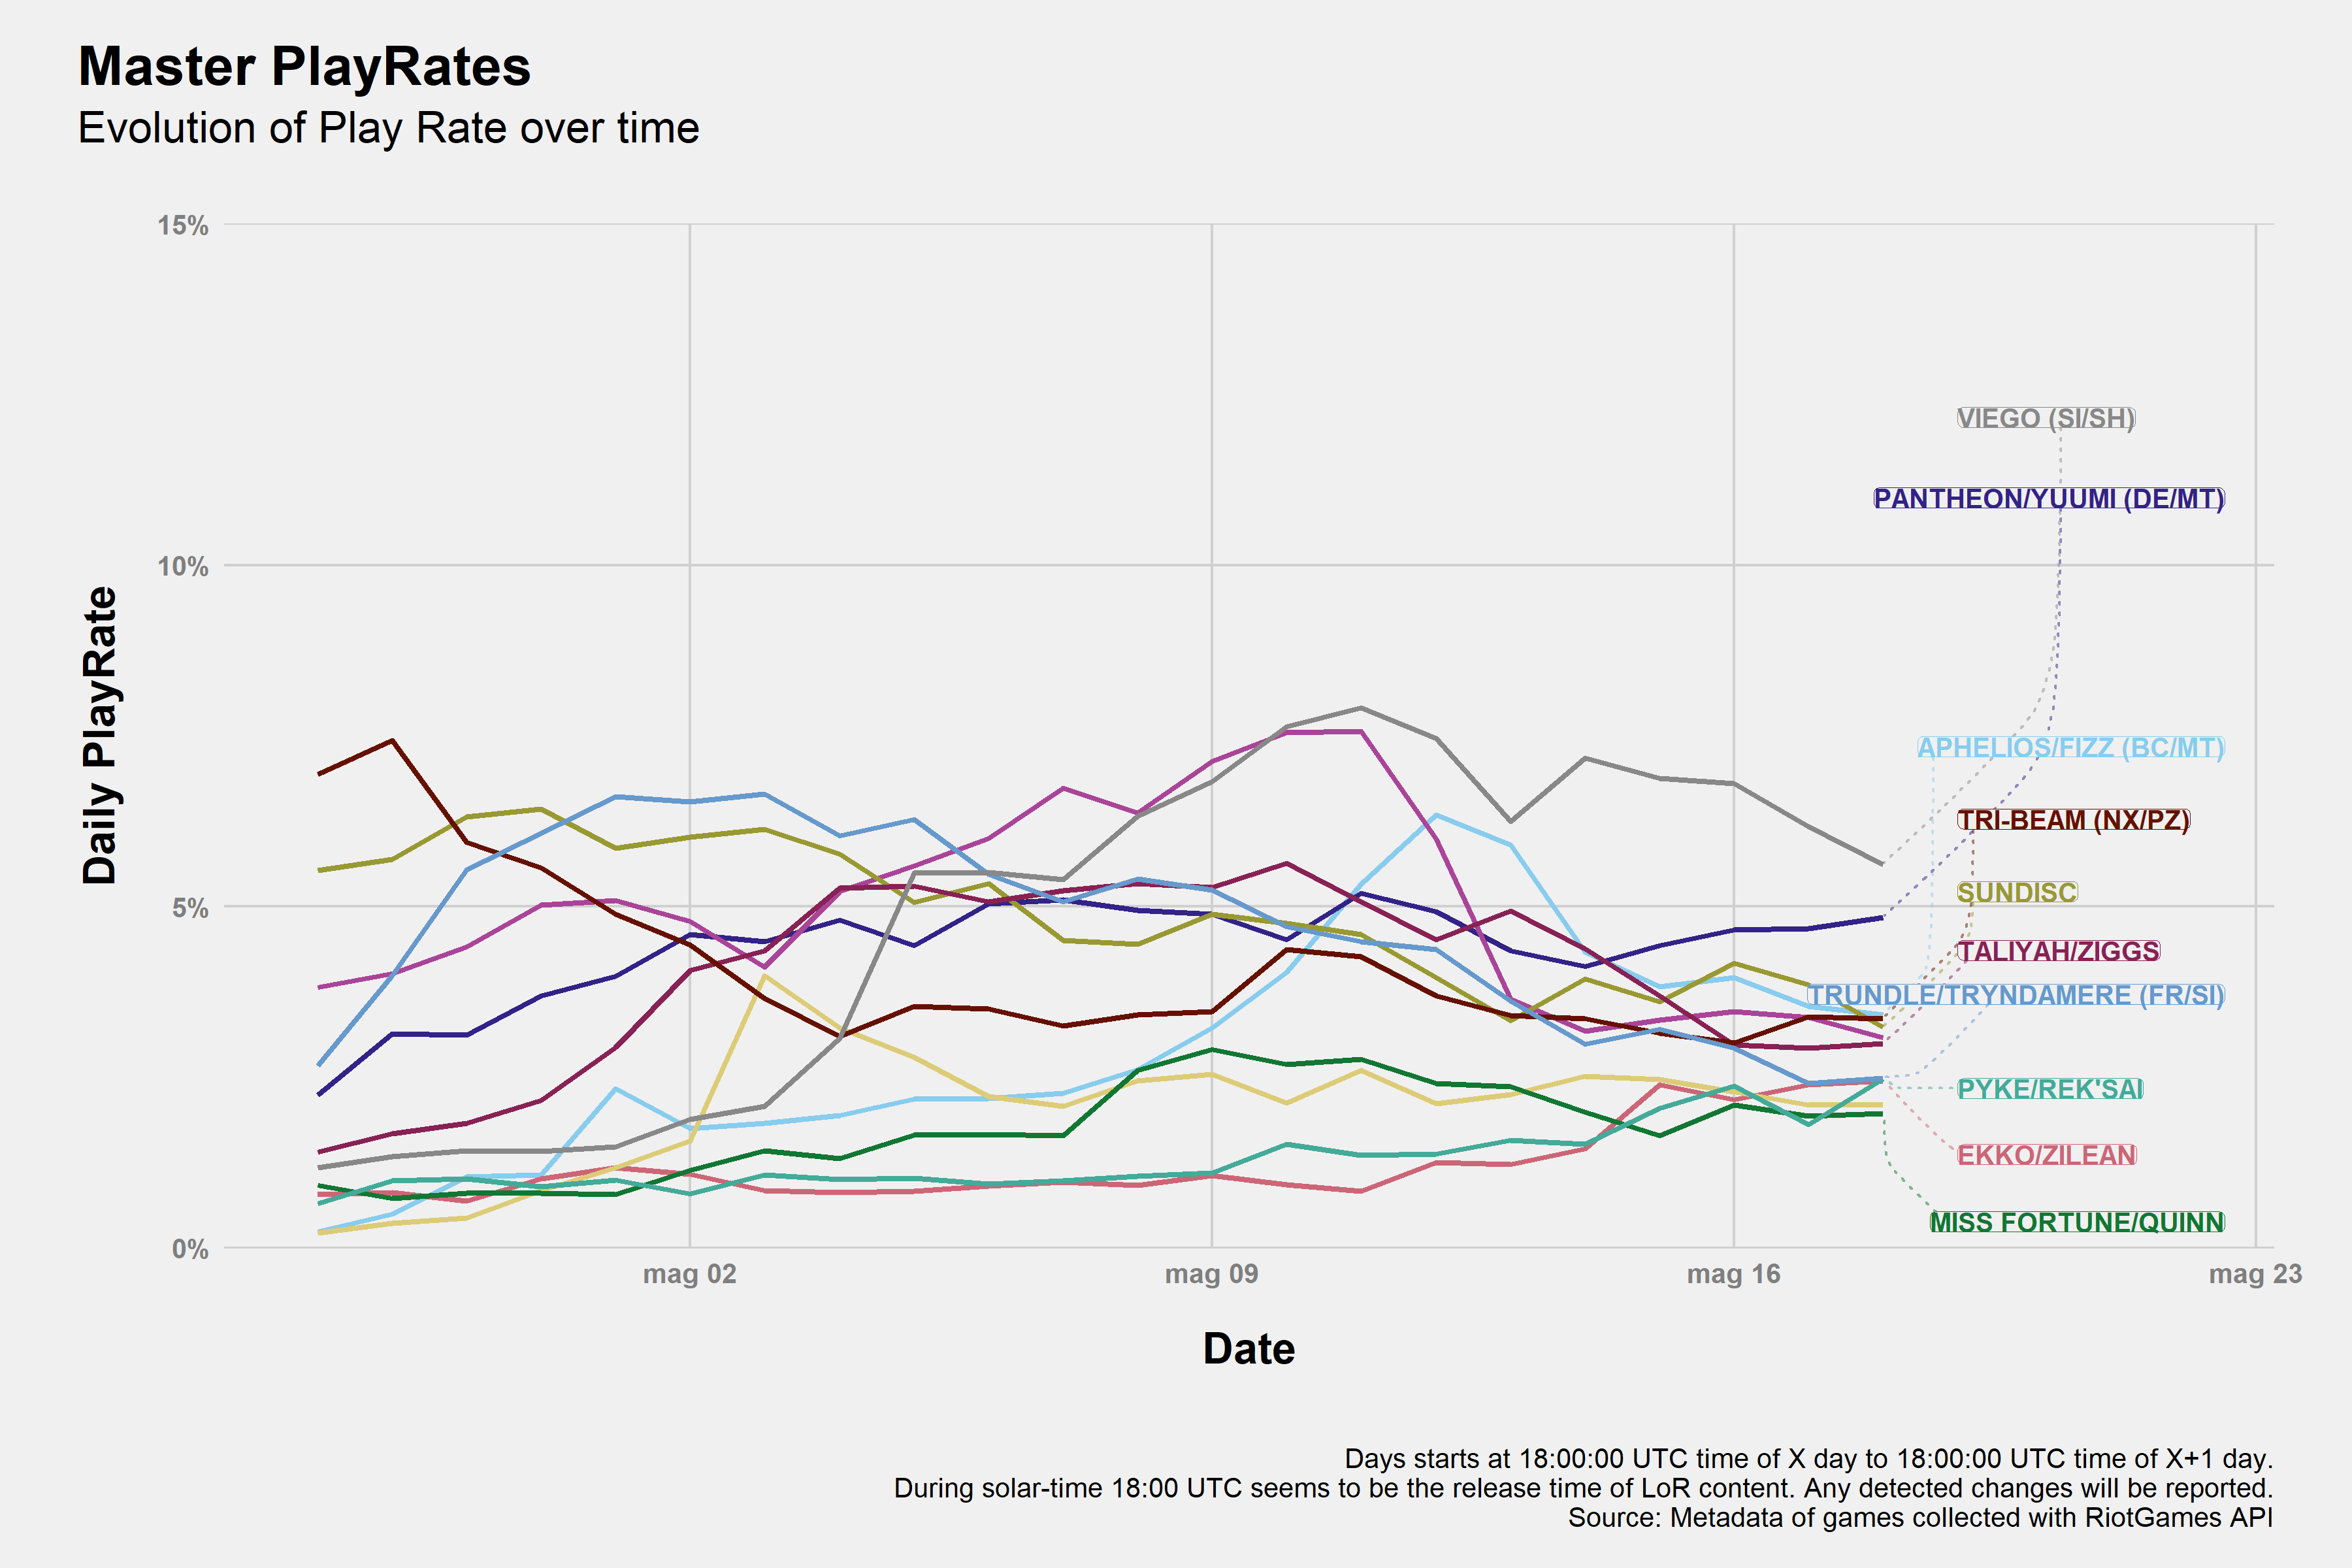 Master PlayRates
Evolution of Play Rate over time
15%
10%
5%
0%
Daily PlayRate
VIEGO (SI/SH)
PANTHEON/YUUMI (DE/MT)
APHELIOS/FIZZ (BC/MT)
TRI-BEAM (NX/PZ)
SUNDISC
TALIYAH/ZIGGS
TRUNDLE/TRYNDAMERE (FR/SI)
PYKE/REK'SAI
EKKO/ZILEAN
MISS FORTUNE/QUINN
mag 02
mag 09
mag 16
mag 23
Date
Days starts at 18:00:00 UTC time of X day to 18:00:00 UTC time of X+1 day.
During solar-time 18:00 UTC seems to be the release time of LoR content. Any detected changes will be reported.
Source: Metadata of games collected with RiotGames API